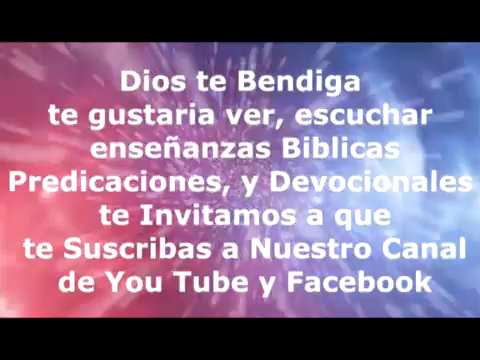 Dios te Bendiga
te gustaria ver, escuchar
enseñanzas Biblicas
Predicaciones, y Devocionales
te Invitamos a que
te Suscribas a Nuestro Canal
de You Tube y Facebook